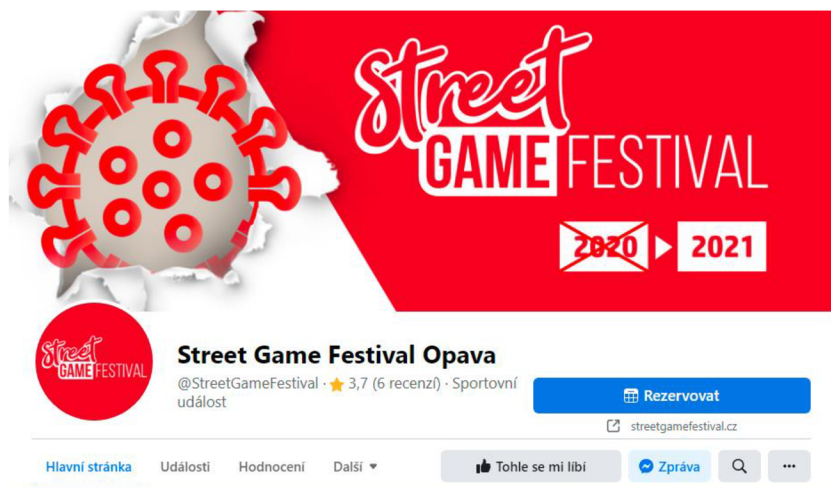 Street
GAME FESTIVAL
2020 2021
Street
GAME FESTIVAL
Street Game Festival Opava
@StreetGameFestival · 3,7 (6 recenzí) · Sportovní
událost
Rezervovat
streetgamefestival.cz
Hlavní stránka Události Hodnocení Další Tohle se mi líbí Zpráva